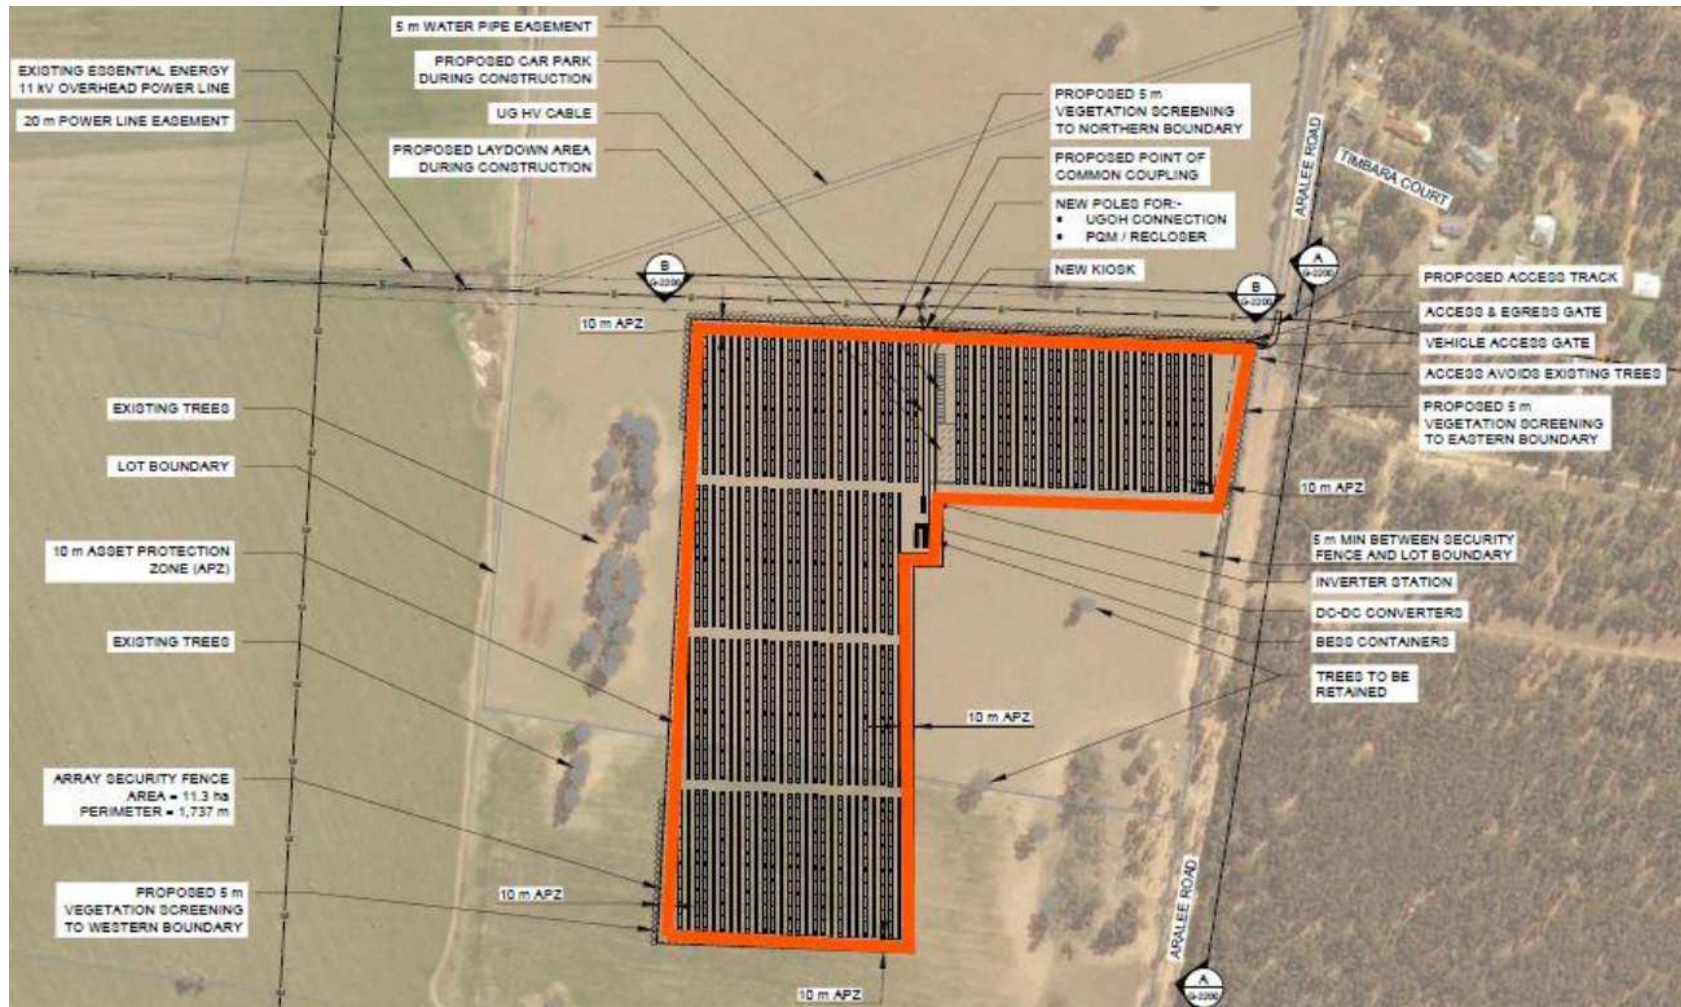 5 m WATER PIPE EASEMENT
PROPOSED CAR PARK
DURING CONSTRUCTION
UG HV CABLE
PROPOSED LAYDOWN AREA
DURING CONSTRUCTION
EXISTING ESSENTIAL ENERGY
11 kV OVERHEAD POWER LINE
20 m POWER LINE EASEMENT
PROPOSED 5 m
VEGETATION SCREENING
TO NORTHERN BOUNDARY
PROPOSED POINT OF
COMMON COUPLING
NEW POLES FOR:-
• UGOH CONNECTION
• PQM / RECLOSER
NEW KIOSK
ARALEE ROAD
TIMBARA COURT
A
G-2200
B
G-2200
B
G-2200
PROPOSED ACCESS TRACK
ACCESS & EGRESS GATE
VEHICLE ACCESS GATE
ACCESS AVOIDS EXISTING TREES
PROPOSED 5 m
VEGETATION SCREENING
TO EASTERN BOUNDARY
10 m APZ
10 m APZ
5 m MIN BETWEEN SECURITY
FENCE AND LOT BOUNDARY
INVERTER STATION
DC-DC CONVERTERS
BESS CONTAINERS
TREES TO BE
RETAINED
EXISTING TREES
LOT BOUNDARY
10 m ASSET PROTECTION
ZONE (APZ)
EXISTING TREES
10 m APZ
ARRAY SECURITY FENCE
AREA = 11.3 ha
PERIMETER = 1,737 m
PROPOSED 5 m
VEGETATION SCREENING
TO WESTERN BOUNDARY
10 m APZ
10 m APZ
ARALEE ROAD
A
G-2200